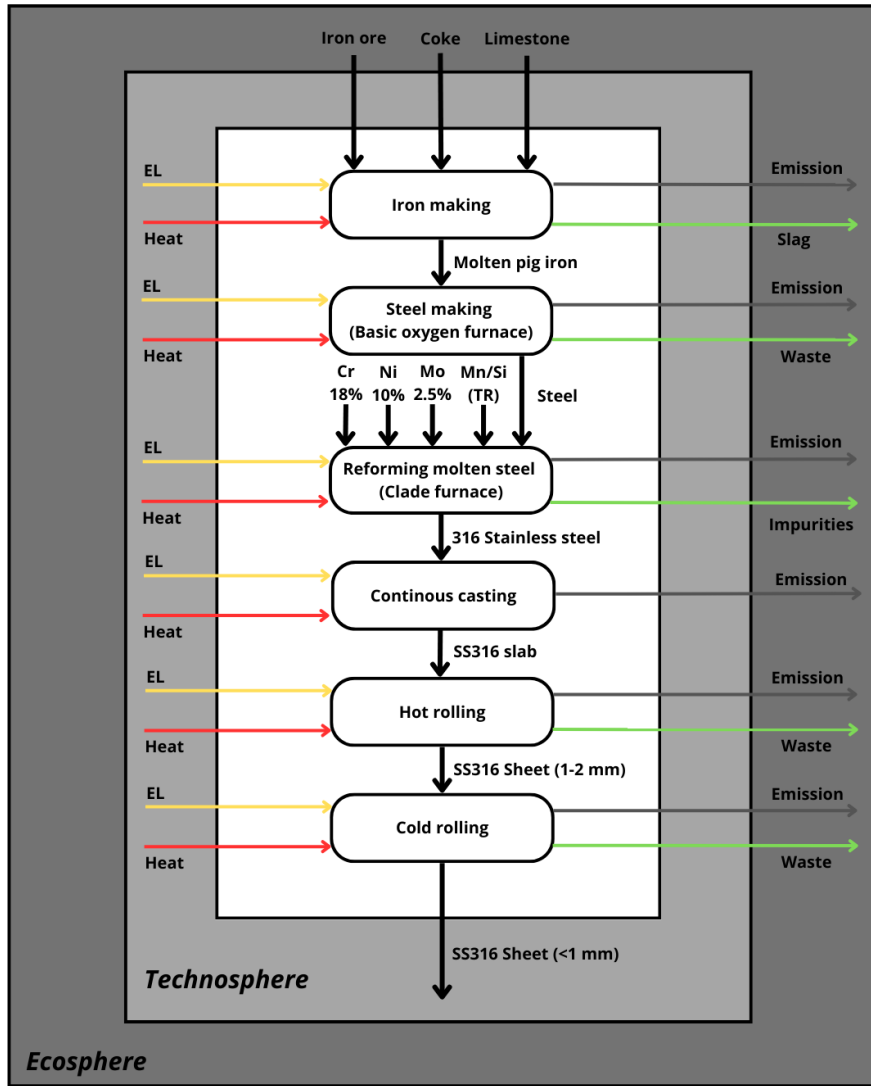 Iron ore
Coke
Limestone
EL
Emission
Iron making
Heat
Slag
Molten pig iron
EL
Emission
Steel making
(Basic oxygen furnace)
Heat
Waste
Cr
18%
Ni
10%
Mo
2.5%
Mn/Si
(TR)
Steel
EL
Emission
Reforming molten steel
(Clade furnace)
Heat
Impurities
316 Stainless steel
EL
Emission
Continous casting
Heat
SS316 slab
EL
Emission
Hot rolling
Heat
Waste
SS316 Sheet (1-2 mm)
EL
Emission
Cold rolling
Heat
Waste
SS316 Sheet (<1 mm)
Technosphere
Ecosphere